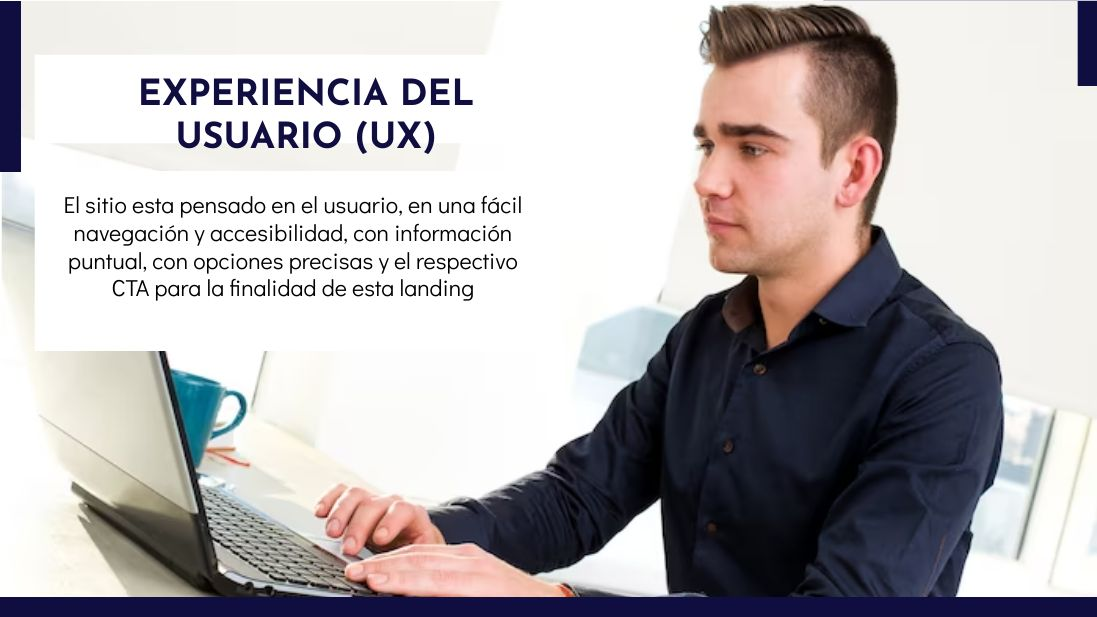 EXPERIENCIA DEL
USUARIO (UX)
El sitio esta pensado en el usuario, en una fácil
navegación y accesibilidad, con información
puntual, con opciones precisas y el respectivo
CTA para la finalidad de esta landing